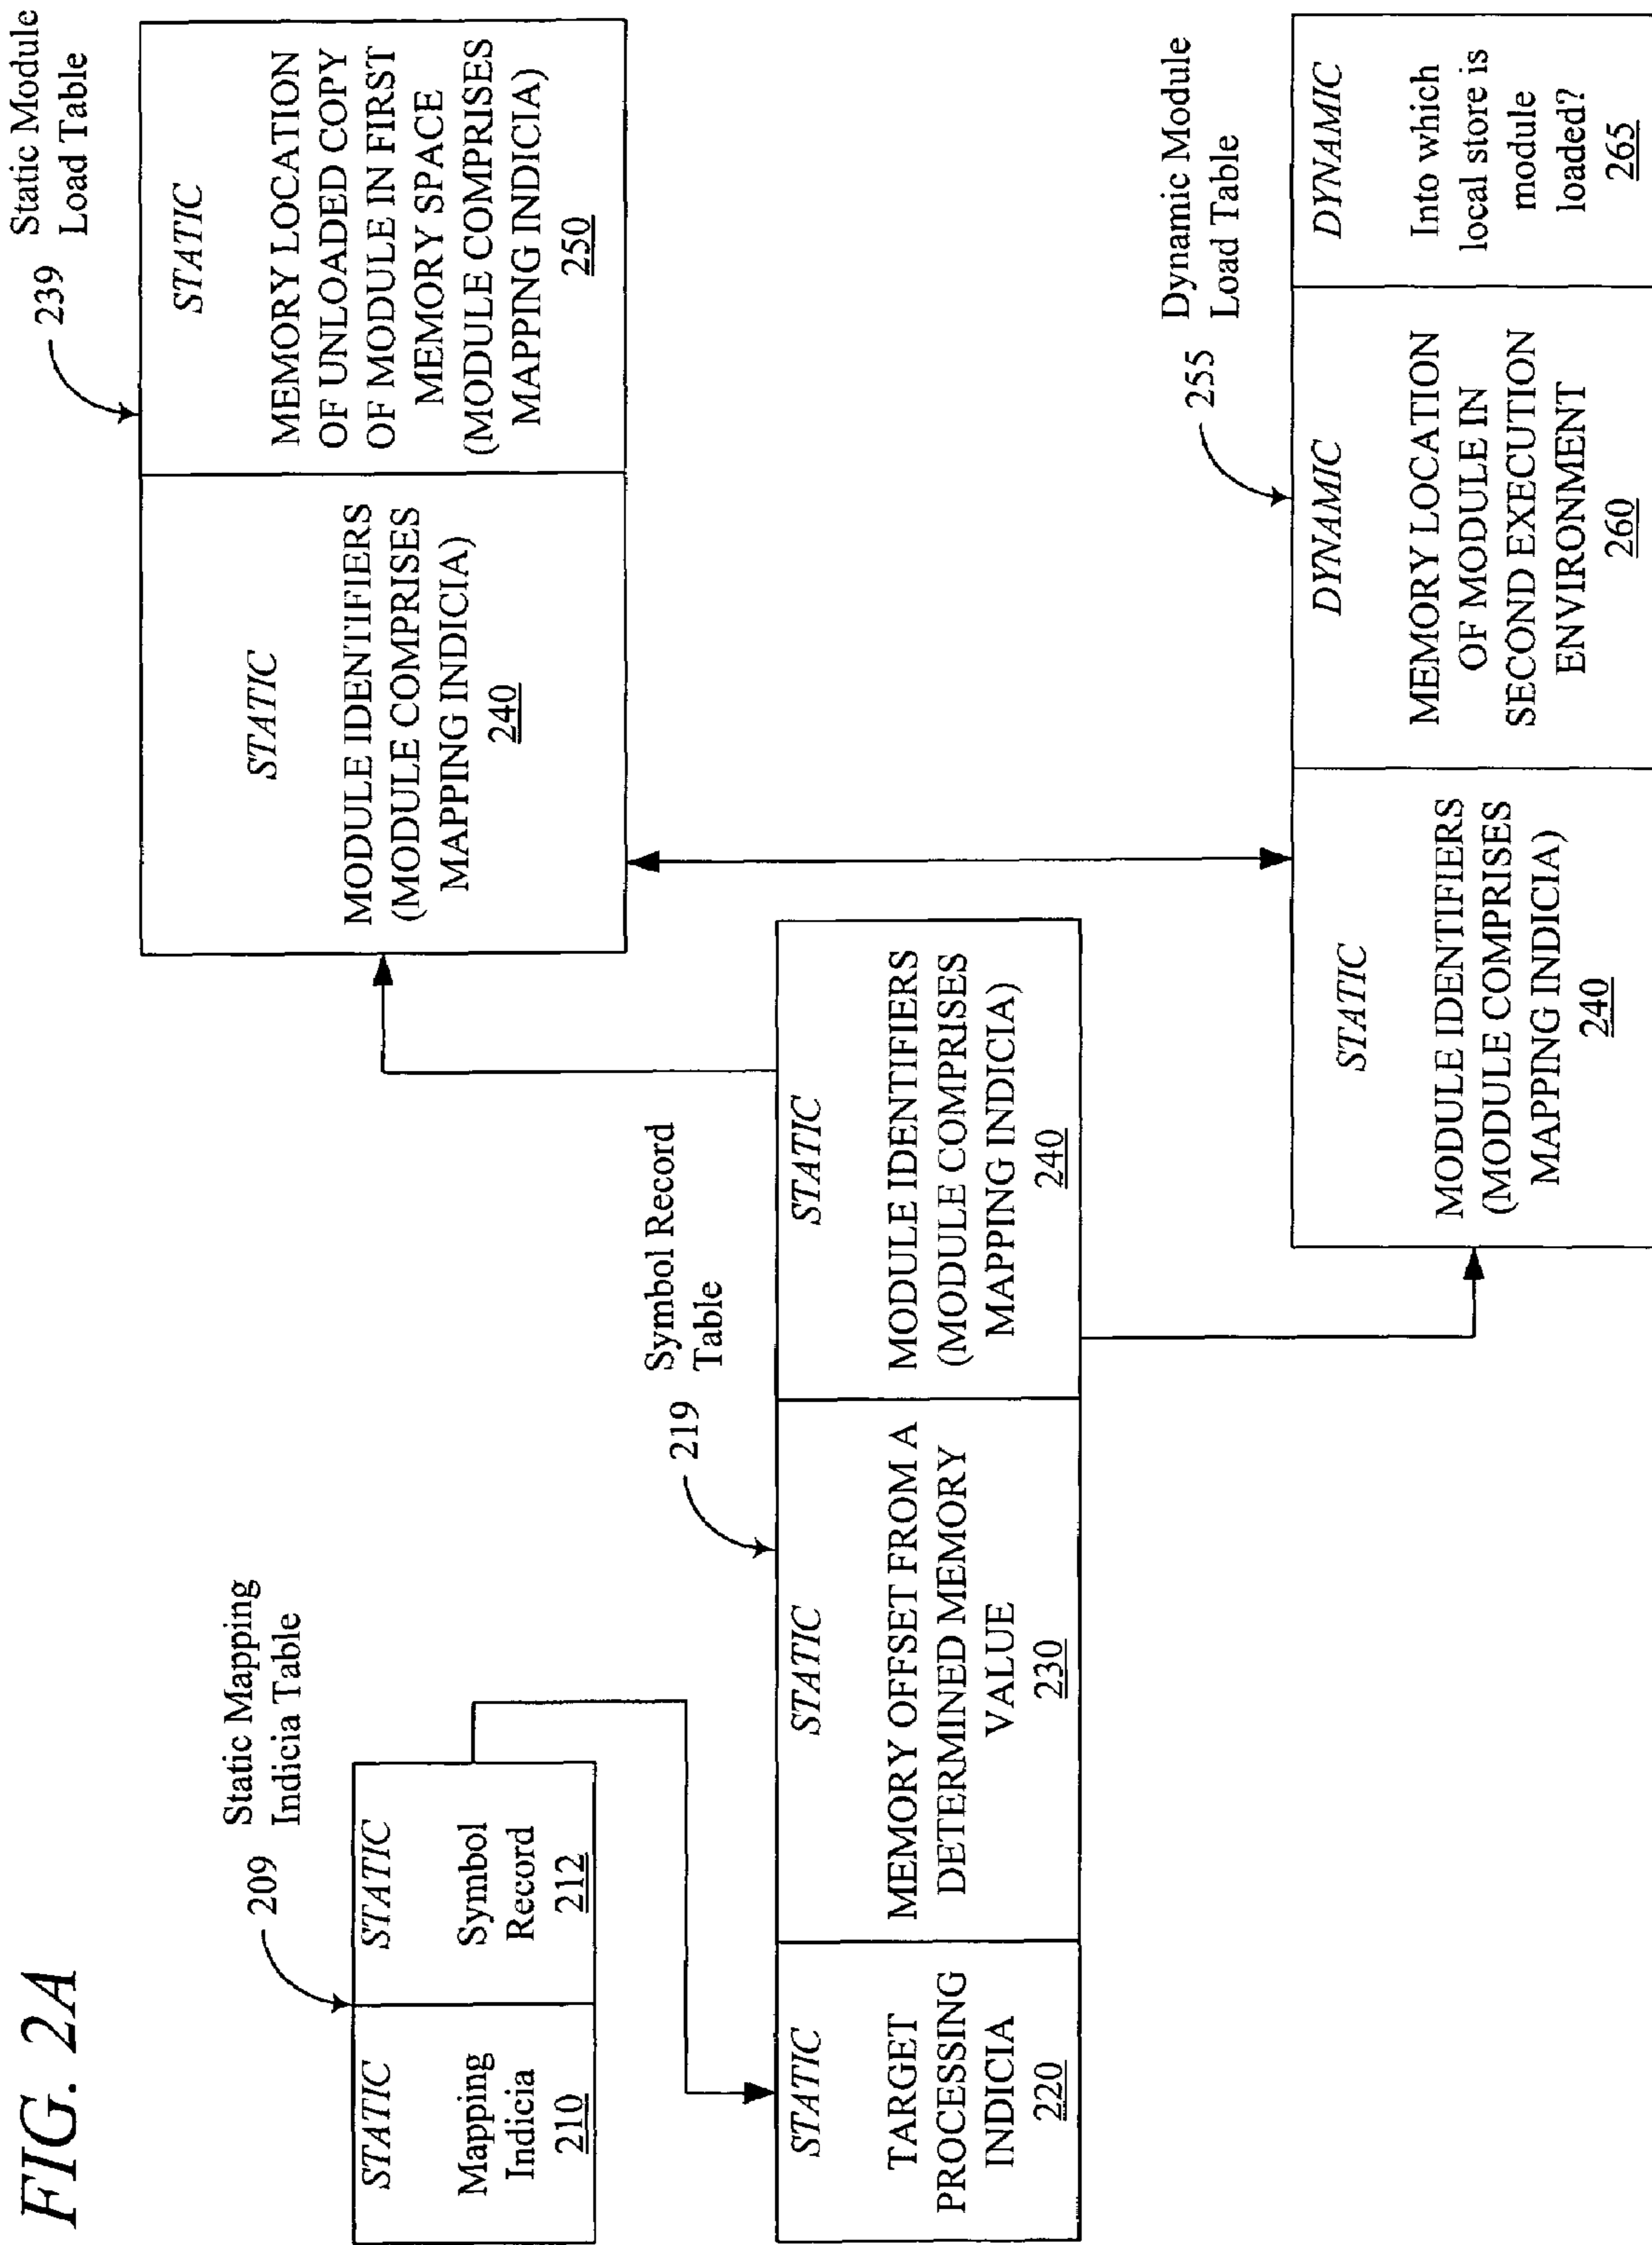 FIG. 2A
209
Static Mapping
Indicia Table
STATIC
Mapping
Indicia
210
STATIC
Symbol
Record
212
219
Symbol Record
Table
STATIC
TARGET
PROCESSING
INDICIA
220
STATIC
MEMORY OFFSET FROM A
DETERMINED MEMORY
VALUE
230
STATIC
MODULE IDENTIFIERS
(MODULE COMPRISES
MAPPING INDICIA)
240
239
Static Module
Load Table
STATIC
MODULE IDENTIFIERS
(MODULE COMPRISES
MAPPING INDICIA)
240
STATIC
MEMORY LOCATION
OF UNLOADED COPY
OF MODULE IN FIRST
MEMORY SPACE
(MODULE COMPRISES
MAPPING INDICIA)
250
255
Dynamic Module
Load Table
STATIC
MODULE IDENTIFIERS
(MODULE COMPRISES
MAPPING INDICIA)
240
DYNAMIC
MEMORY LOCATION
OF MODULE IN
SECOND EXECUTION
ENVIRONMENT
260
DYNAMIC
Into which
local store is
module
loaded?
265